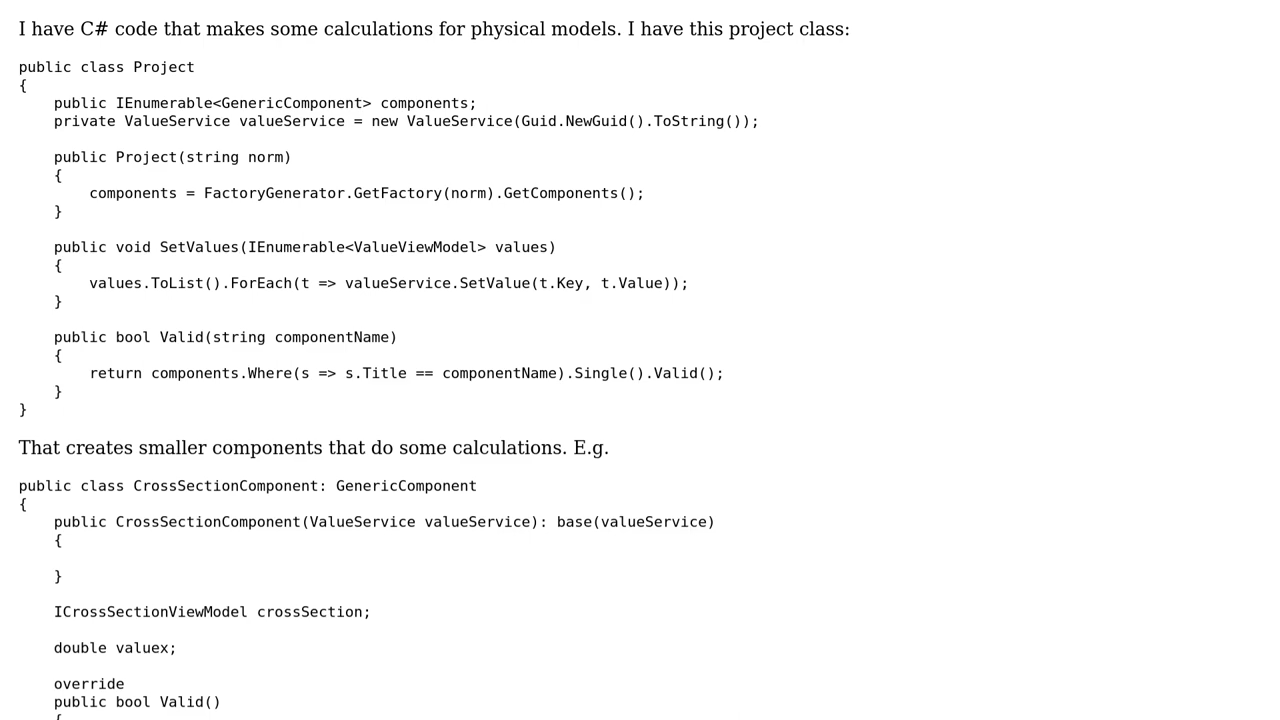 I have C# code that makes some calculations for physical models. I have this project class:
public class Project
{
    public IEnumerable<GenericComponent> components;
    private ValueService valueService = new ValueService(Guid.NewGuid().ToString());

    public Project(string norm)
    {
        components = FactoryGenerator.GetFactory(norm).GetComponents();
    }

    public void SetValues(IEnumerable<ValueViewModel> values)
    {
        values.ToList().ForEach(t => valueService.SetValue(t.Key, t.Value));
    }

    public bool Valid(string componentName)
    {
        return components.Where(s => s.Title == componentName).Single().Valid();
    }
}
That creates smaller components that do some calculations. E.g.
public class CrossSectionComponent: GenericComponent
{
    public CrossSectionComponent(ValueService valueService): base(valueService)
    {

    }

    ICrossSectionViewModel crossSection;

    double valuex;

    override
    public bool Valid()
    {